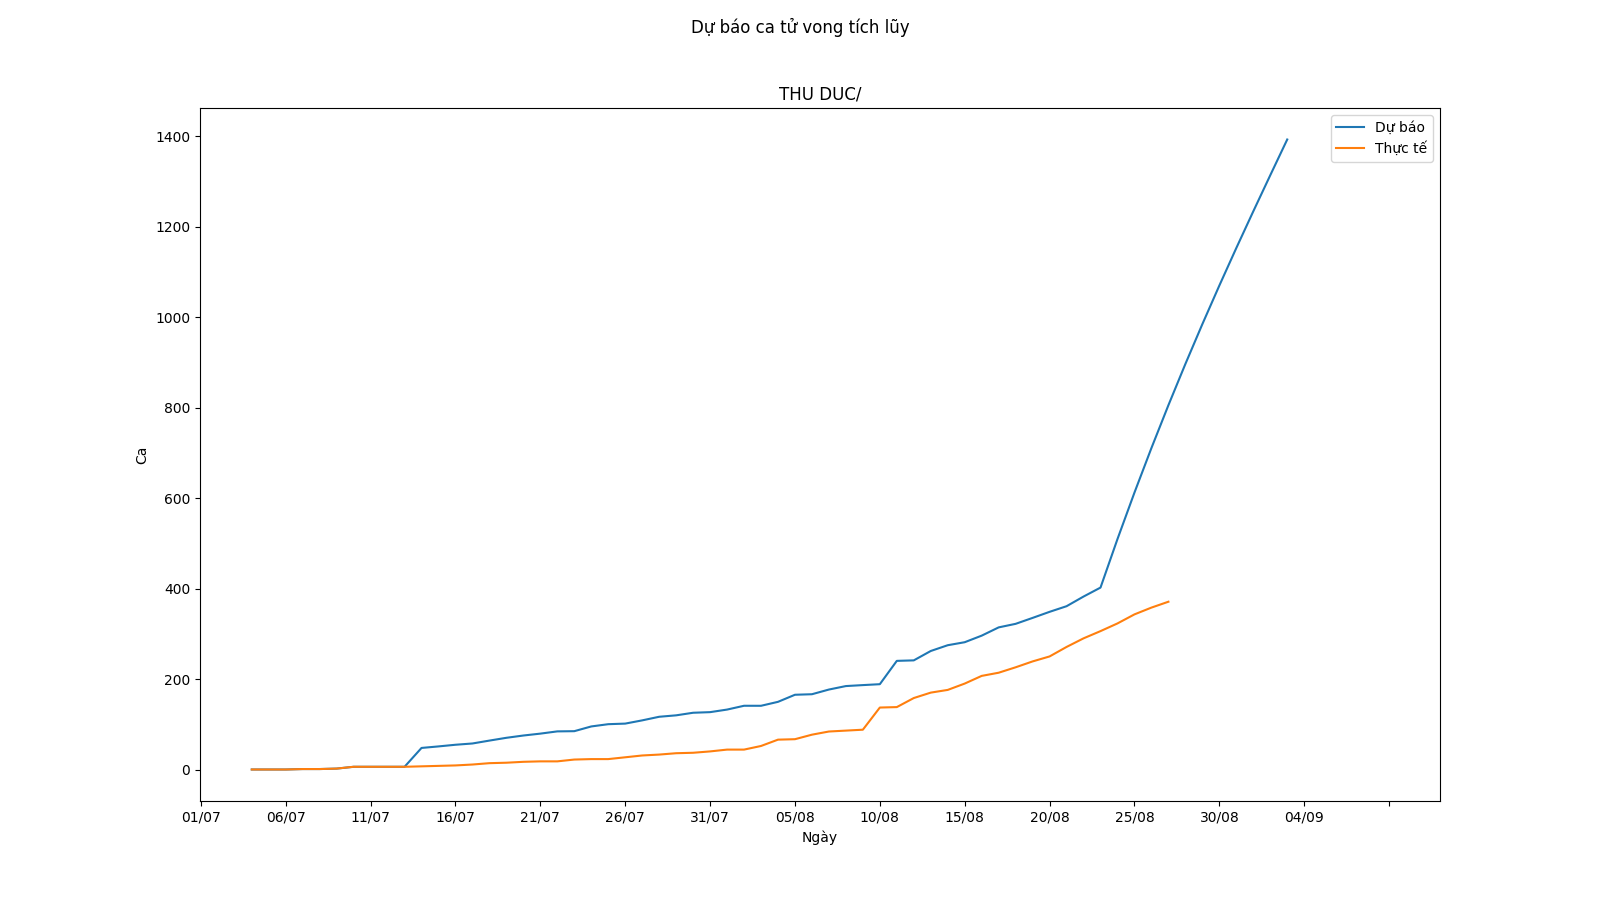 Dự báo ca tử vong tích lũy
THU DUC/
Dự báo
Thực tế
1400
1200
1000
800
600
400
200
0
Ca
01/07 06/07 11/07 16/07 21/07 26/07 31/07 05/08 10/08 15/08 20/08 25/08 30/08 04/09
Ngày